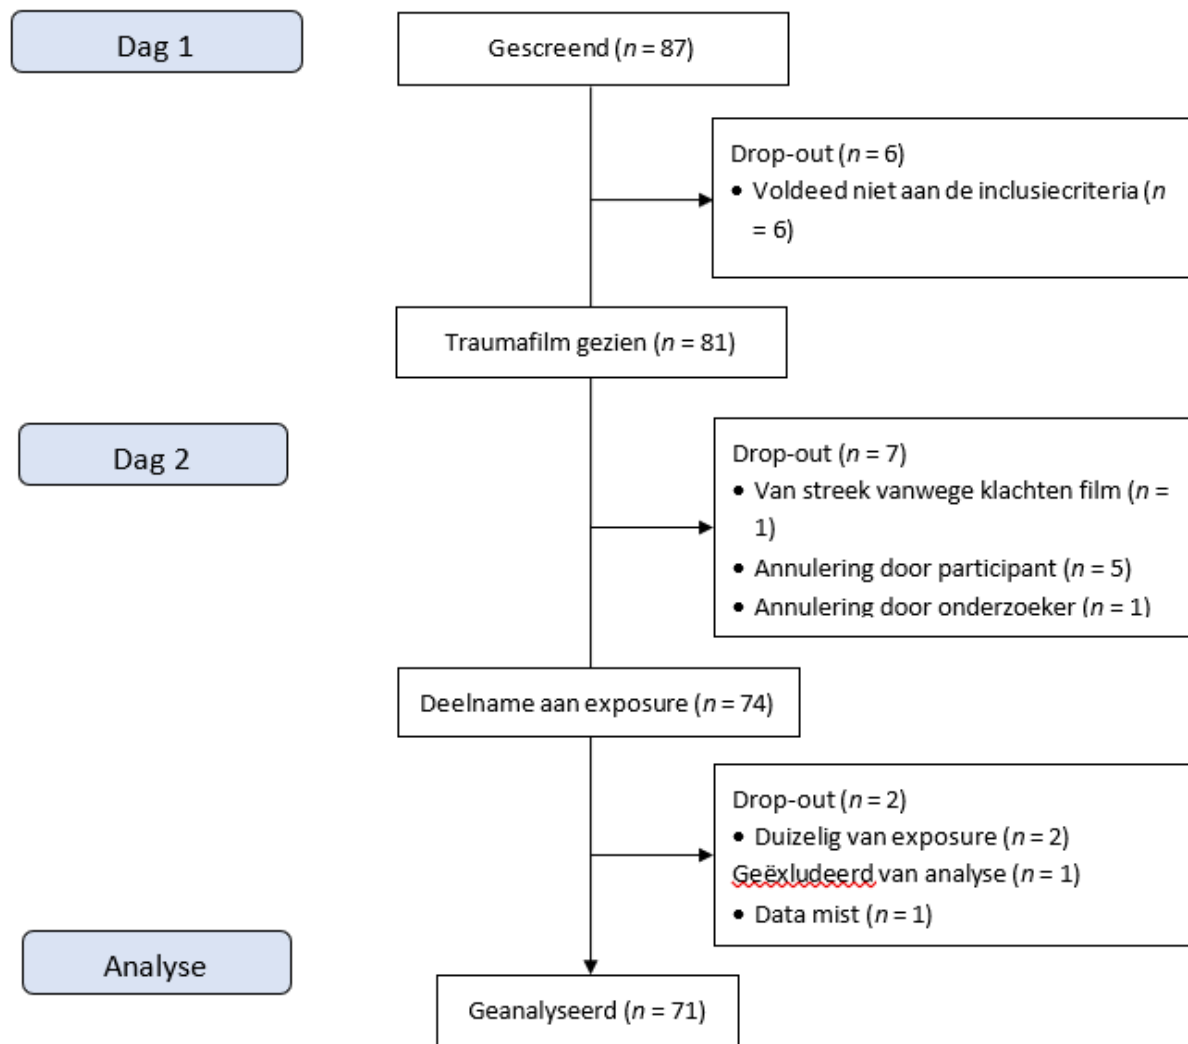 Dag 1
Gescreend (n = 87)
Drop-out (n = 6)
• Voldeed niet aan de inclusiecriteria (n
= 6)
Traumafilm gezien (n = 81)
Dag 2
Drop-out (n = 7)
• Van streek vanwege klachten film (n =
1)
• Annulering door participant (n = 5)
• Annulering door onderzoeker (n = 1)
Deelname aan exposure (n = 74)
Drop-out (n = 2)
• Duizelig van exposure (n = 2)
Geëxludeerd van analyse (n = 1)
• Data mist (n = 1)
Analyse
Geanalyseerd (n = 71)